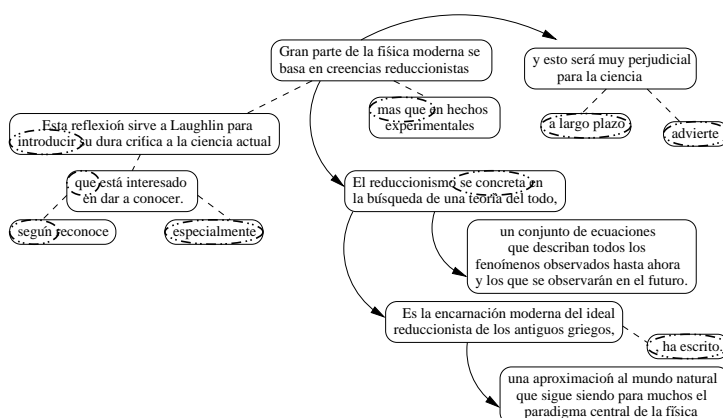 Gran parte de la física moderna se
basa en creencias reduccionistas
y esto será muy perjudicial
para la ciencia
Esta reflexión sirve a Laughlin para
introducir su dura crítica a la ciencia actual
mas que en hechos
experimentales
a largo plazo
advierte
que está interesado
en dar a conocer.
según reconoce
especialmente
El reduccionismo se concreta en
la búsqueda de una teoría del todo,
un conjunto de ecuaciones
que describan todos los
fenómenos observados hasta ahora
y los que se observarán en el futuro.
Es la encarnación moderna del ideal
reduccionista de los antiguos griegos,
ha escrito,
una aproximación al mundo natural
que sigue siendo para muchos el
paradigma central de la física